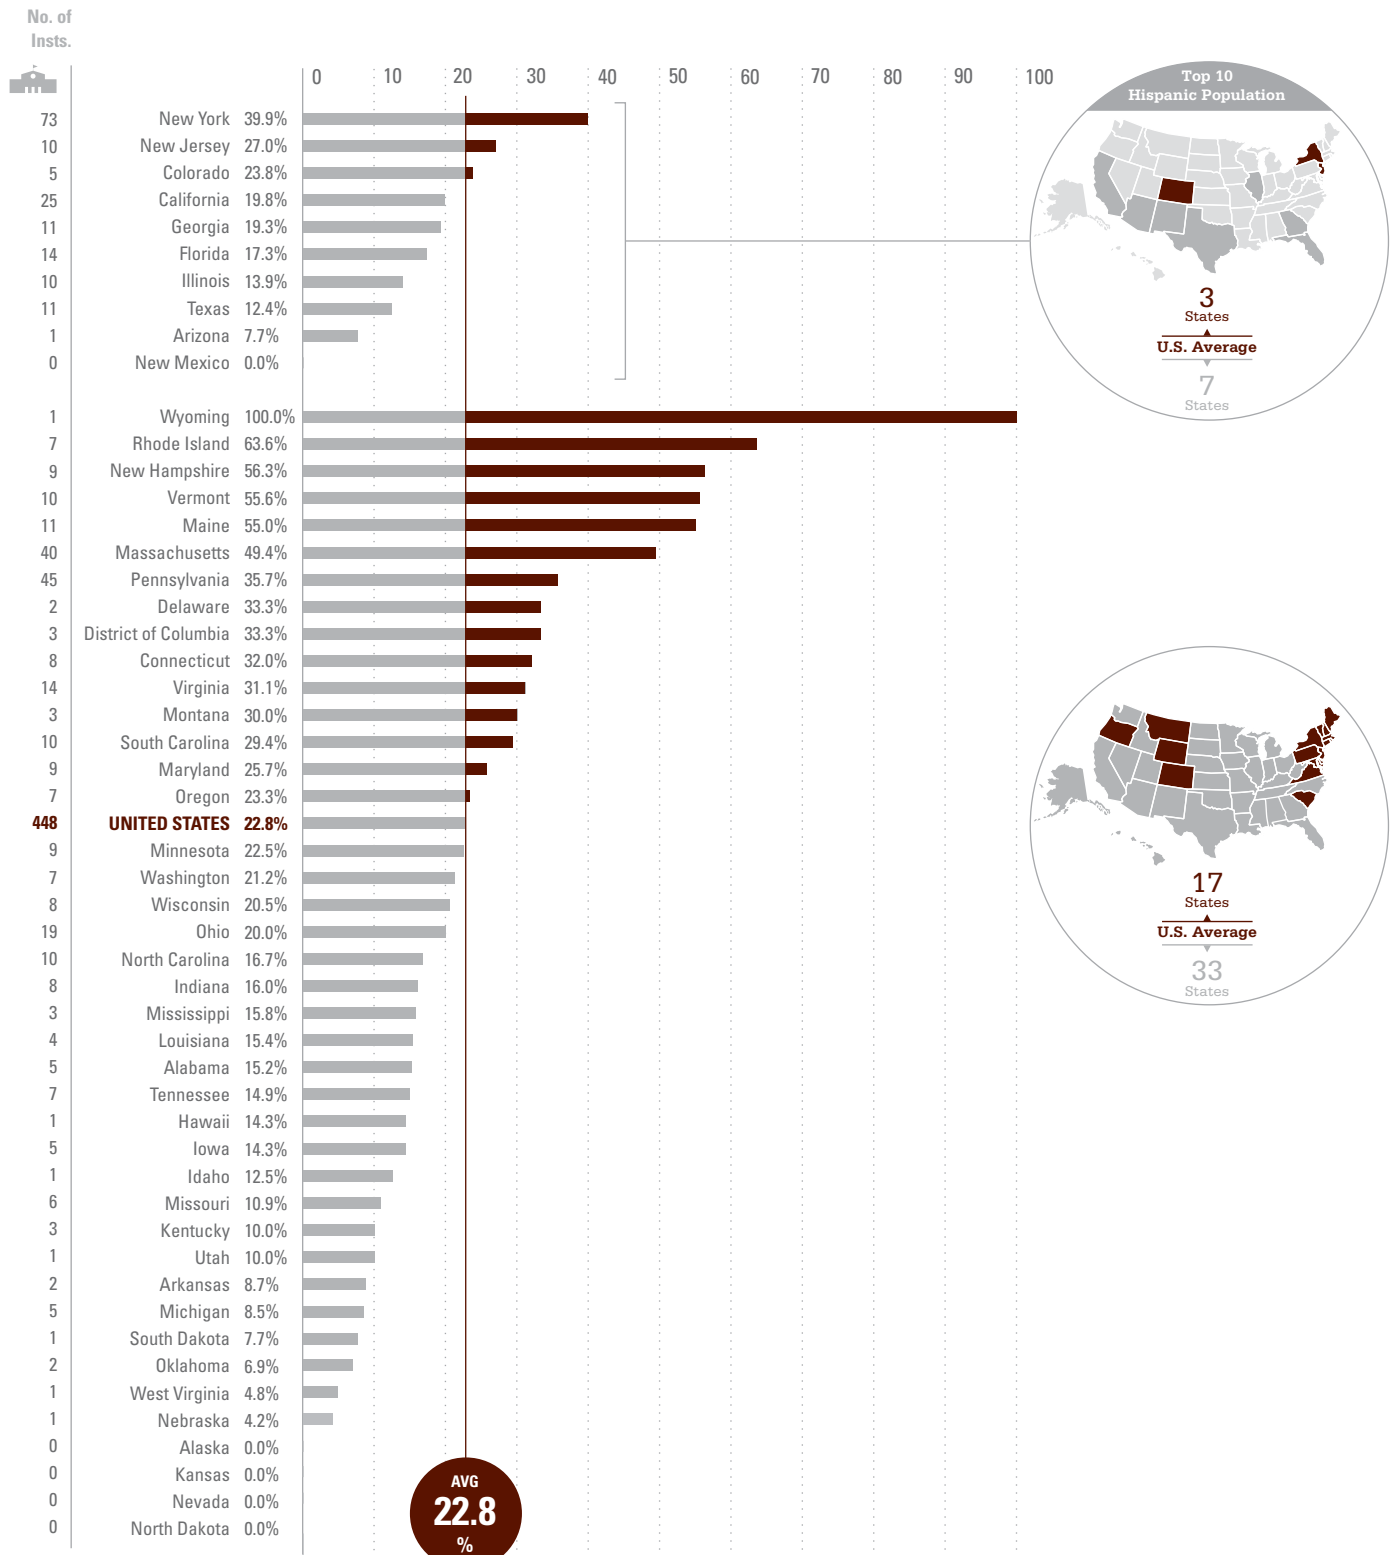 No. of
Insts.
0 10 20 30 40 50 60 70 80 90 100
73 New York 39.9%
10 New Jersey 27.0%
5 Colorado 23.8%
25 California 19.8%
11 Georgia 19.3%
14 Florida 17.3%
10 Illinois 13.9%
11 Texas 12.4%
1 Arizona 7.7%
0 New Mexico 0.0%
Top 10
Hispanic Population
3
States
U.S. Average
7
States
1 Wyoming 100.0%
7 Rhode Island 63.6%
9 New Hampshire 56.3%
10 Vermont 55.6%
11 Maine 55.0%
40 Massachusetts 49.4%
45 Pennsylvania 35.7%
2 Delaware 33.3%
3 District of Columbia 33.3%
8 Connecticut 32.0%
14 Virginia 31.1%
3 Montana 30.0%
10 South Carolina 29.4%
9 Maryland 25.7%
7 Oregon 23.3%
448 UNITED STATES 22.8%
9 Minnesota 22.5%
7 Washington 21.2%
8 Wisconsin 20.5%
19 Ohio 20.0%
10 North Carolina 16.7%
8 Indiana 16.0%
3 Mississippi 15.8%
4 Louisiana 15.4%
5 Alabama 15.2%
7 Tennessee 14.9%
1 Hawaii 14.3%
5 Iowa 14.3%
1 Idaho 12.5%
6 Missouri 10.9%
3 Kentucky 10.0%
1 Utah 10.0%
2 Arkansas 8.7%
5 Michigan 8.5%
1 South Dakota 7.7%
2 Oklahoma 6.9%
1 West Virginia 4.8%
1 Nebraska 4.2%
0 Alaska 0.0%
0 Kansas 0.0%
0 Nevada 0.0%
0 North Dakota 0.0%
17
States
U.S. Average
33
States
AVG
22.8
%